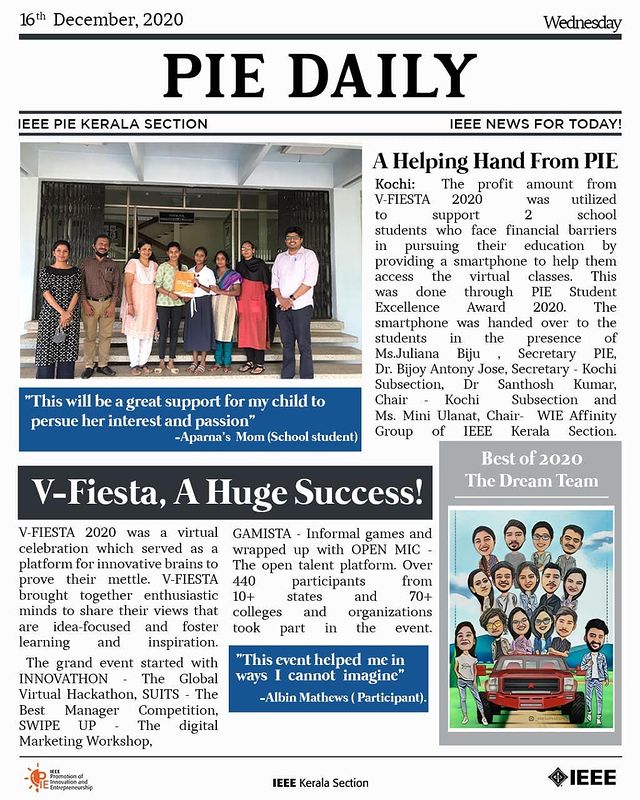 16th December, 2020
Wednesday
PIE DAILY
IEEE PIE KERALA SECTION
IEEE NEWS FOR TODAY!
"This will be a great support for my child to
persue her interest and passion"
-Aparna's Mom (School student)
A Helping Hand From PIE
Kochi: The profit amount from
V-FIESTA 2020 was utilized
to support 2 school
students who face financial barriers
in pursuing their education by
providing a smartphone to help them
access the virtual classes. This
was done through PIE Student
Excellence Award 2020. The
smartphone was handed over to the
students in the presence of
Ms.Juliana Biju , Secretary PIE,
Dr. Bijoy Antony Jose, Secretary - Kochi
Subsection, Dr Santhosh Kumar,
Chair - Kochi Subsection and
Ms. Mini Ulanat, Chair- WIE Affinity
Group of IEEE Kerala Section.
V-Fiesta, A Huge Success!
V-FIESTA 2020 was a virtual
celebration which served as a
platform for innovative brains to
prove their mettle. V-FIESTA
brought together enthusiastic
minds to share their views that
are idea-focused and foster
learning and inspiration.
The grand event started with
INNOVATHON - The Global
Virtual Hackathon, SUITS - The
Best Manager Competition,
SWIPE UP - The digital
Marketing Workshop,
GAMISTA - Informal games and
wrapped up with OPEN MIC -
The open talent platform. Over
440 participants from
10+ states and 70+
colleges and organizations
took part in the event.
"This event helped me in
ways I cannot imagine"
-Albin Mathews ( Participant).
Best of 2020
The Dream Team
IEEE
Promotion of
Innovation and
Entrepreneurship
IEEE Kerala Section
IEEE